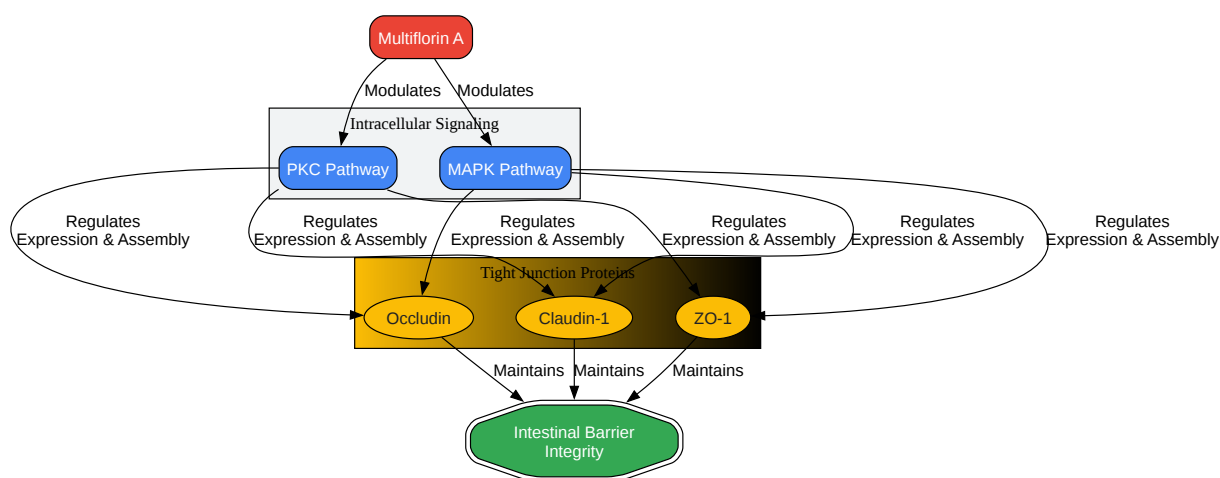 Multiflorin A
Modulates
Modulates
Intracellular Signaling
PKC Pathway
MAPK Pathway
Regulates
Expression & Assembly
Regulates
Expression & Assembly
Regulates
Expression & Assembly
Regulates
Expression & Assembly
Regulates
Expression & Assembly
Regulates
Expression & Assembly
Tight Junction Proteins
Occludin
Claudin-1
ZO-1
Maintains
Maintains
Maintains
Intestinal Barrier
Integrity